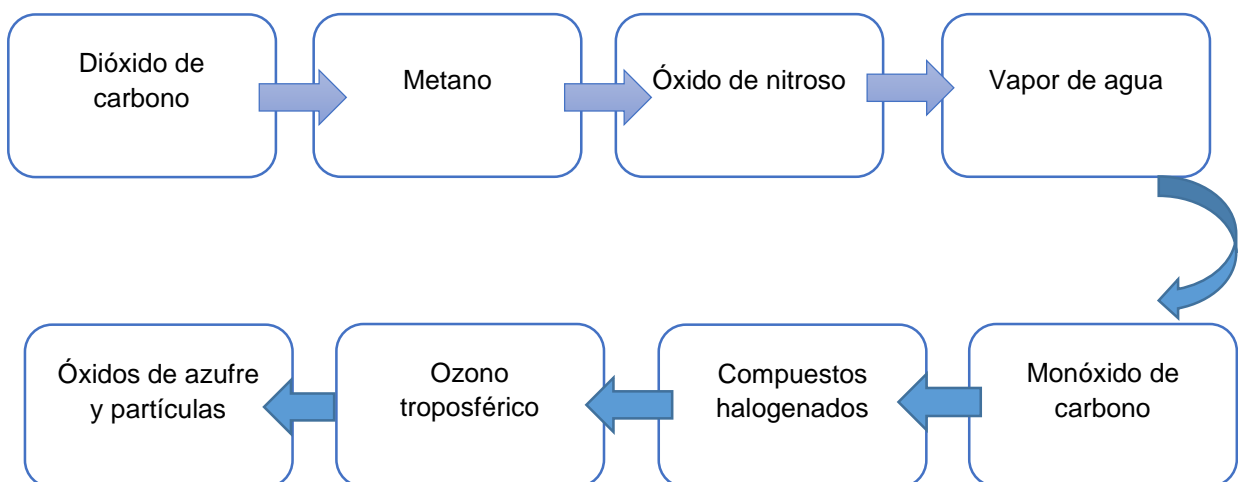 Dióxido de
carbono
Metano
Óxido de nitroso
Vapor de agua
Monóxido de
carbono
Compuestos
halogenados
Ozono
troposférico
Óxidos de azufre
y partículas